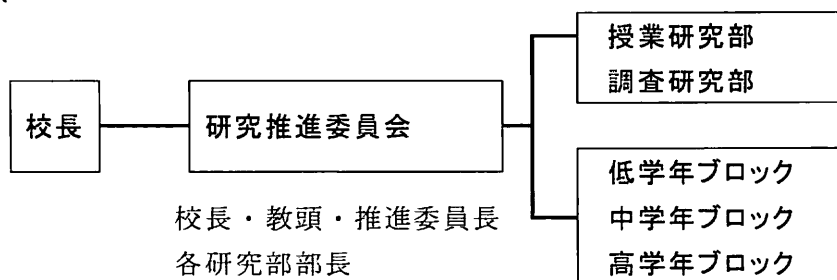 校長
研究推進委員会
校長・教頭・推進委員長
各研究部部長
授業研究部
調査研究部
低学年ブロック
中学年ブロック
高学年ブロック